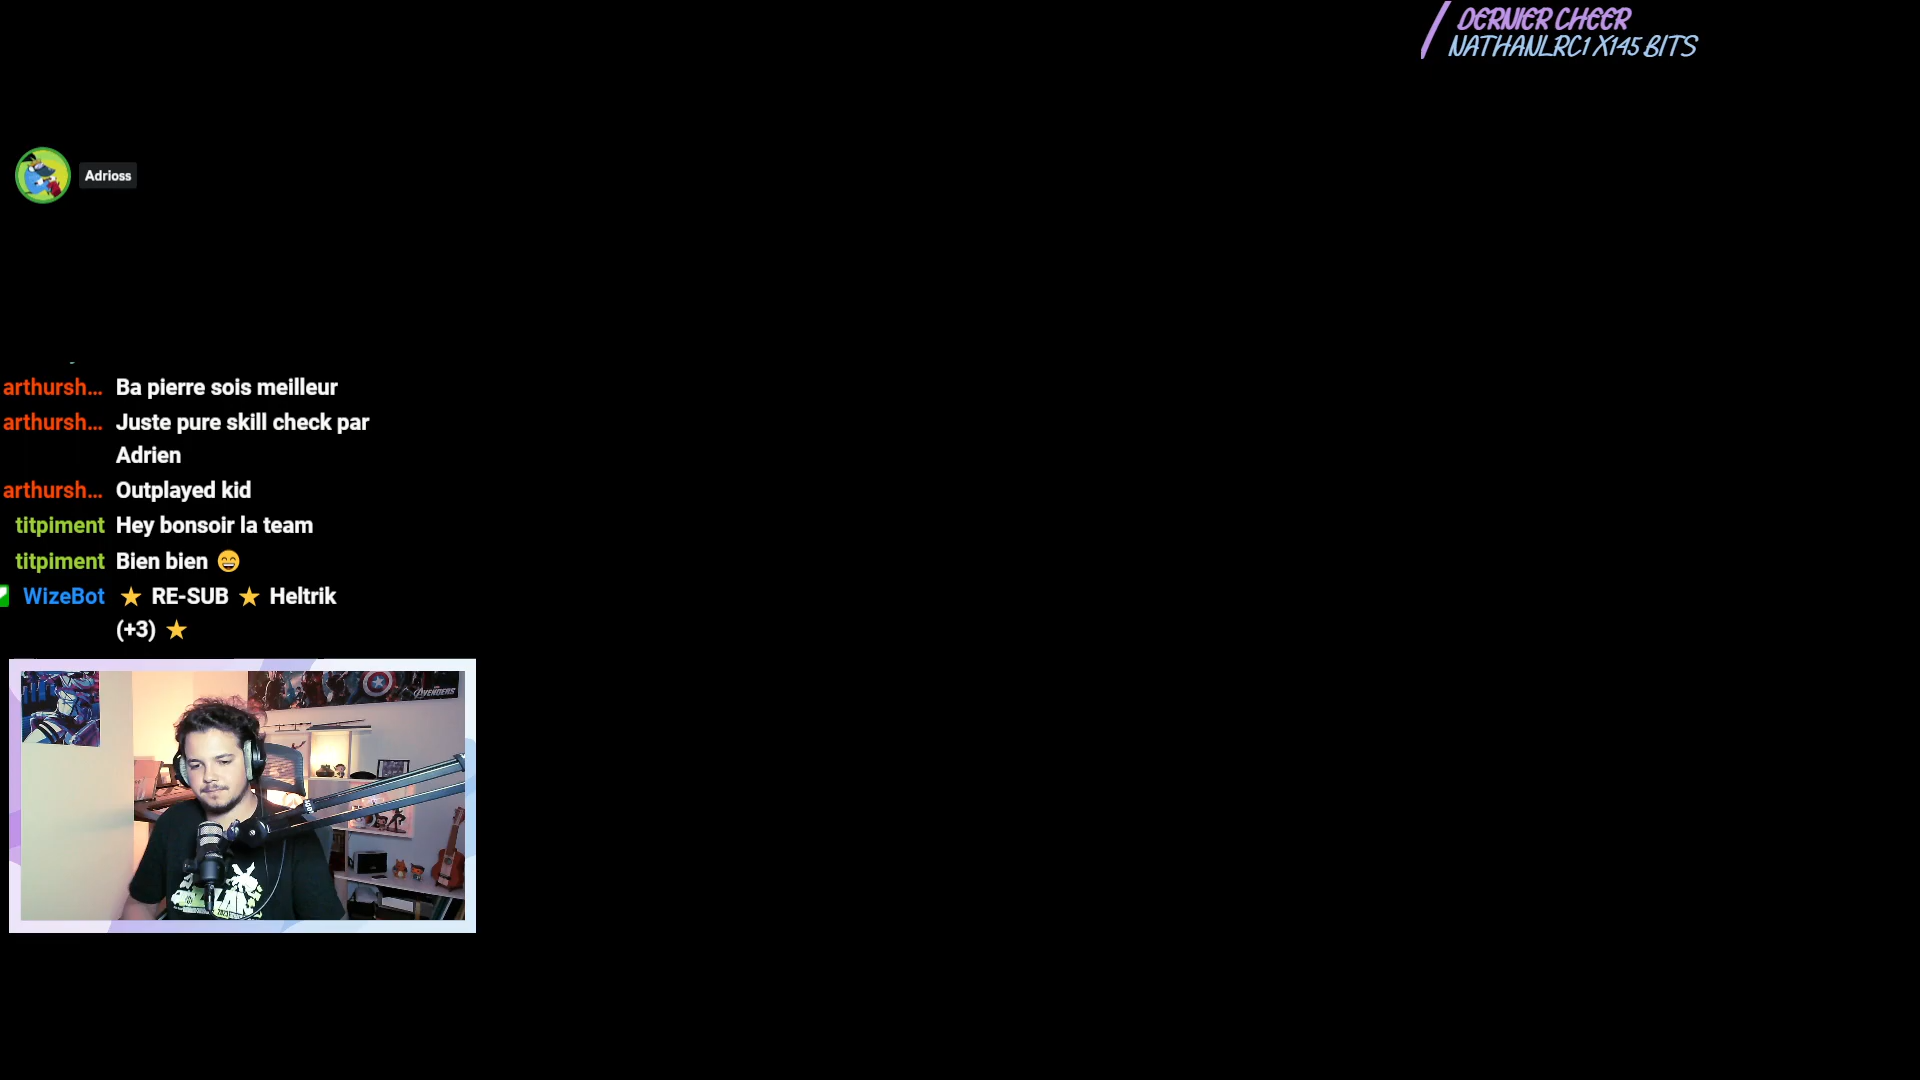 DERNIER CHEER
NATHANLRC1 X145 BITS
Adrioss
arthursh... Ba pierre sois meilleur
arthursh... Juste pure skill check par
Adrien
arthursh... Outplayed kid
titpiment Hey bonsoir la team
titpiment Bien bien 😄
WizeBot ★ RE-SUB ★ Heltrik
(+3) ★
AVENGERS